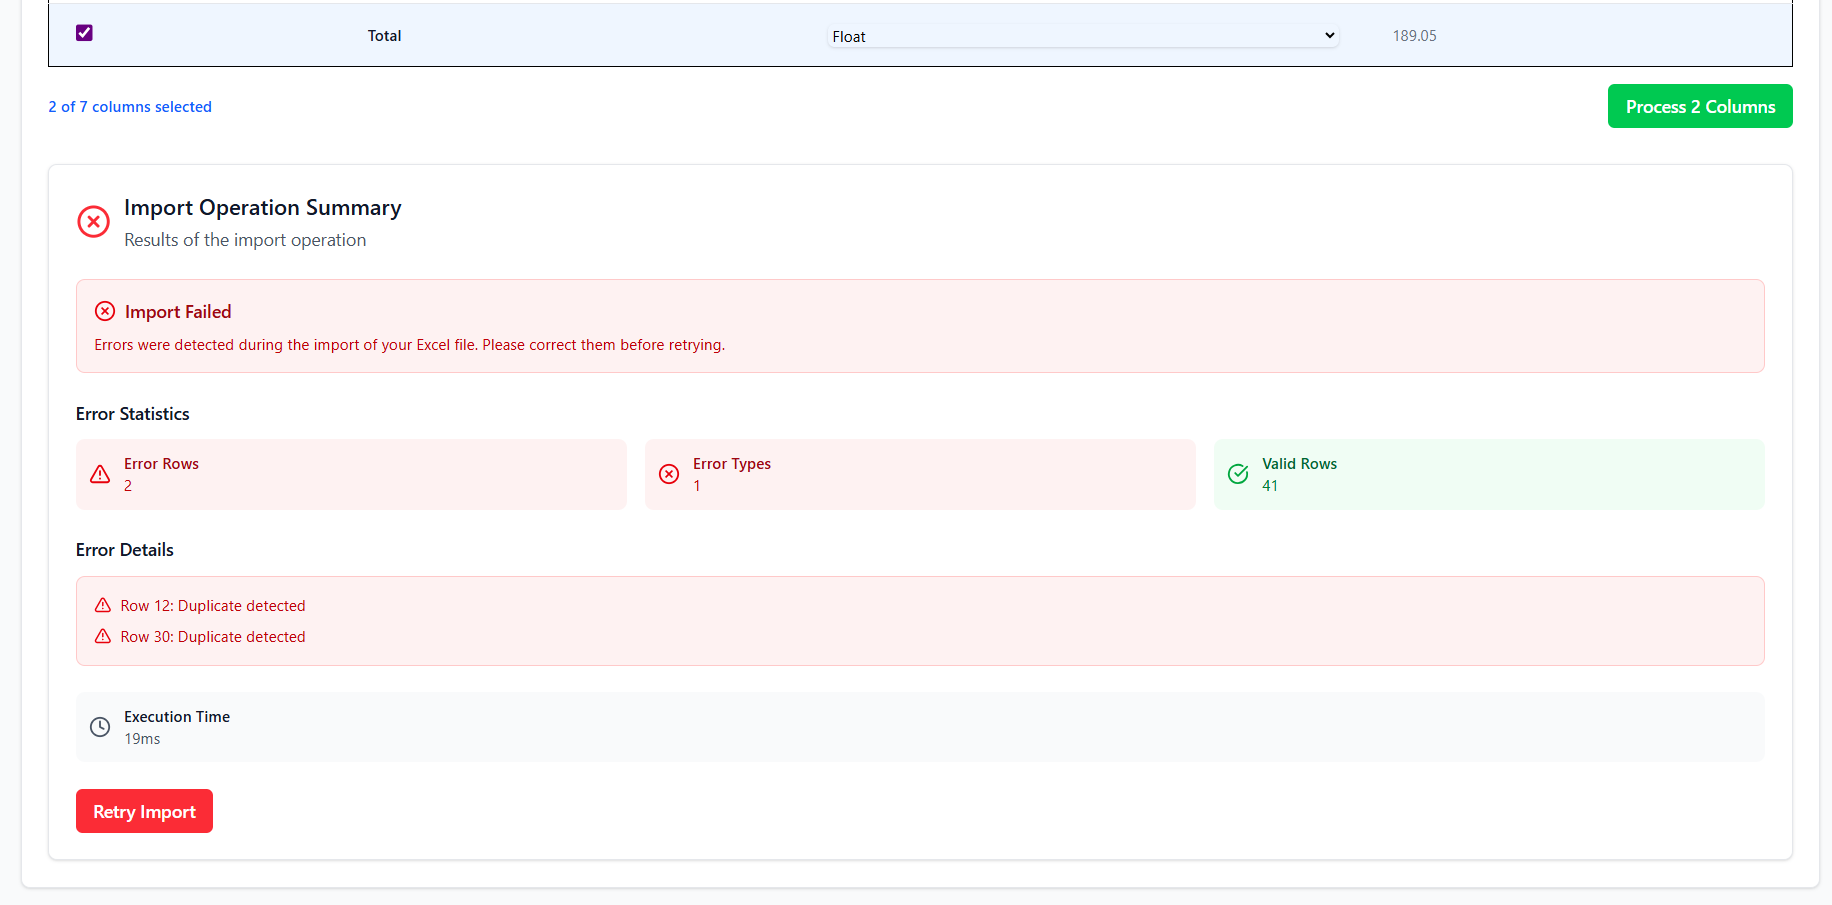 Total Float 189.05
2 of 7 columns selected
Process 2 Columns
Import Operation Summary
Results of the import operation
Import Failed
Errors were detected during the import of your Excel file. Please correct them before retrying.
Error Statistics
Error Rows
2
Error Types
1
Valid Rows
41
Error Details
Row 12: Duplicate detected
Row 30: Duplicate detected
Execution Time
19ms
Retry Import